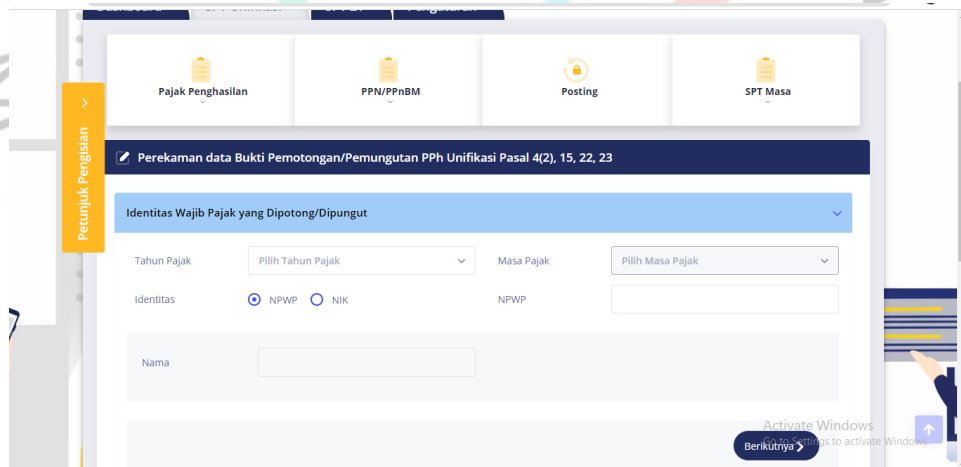 Pajak Penghasilan
PPN/PPnBM
Posting
SPT Masa
Petunjuk Pengisian
Perekaman data Bukti Pemotongan/Pemungutan PPh Unifikasi Pasal 4(2), 15, 22, 23
Identitas Wajib Pajak yang Dipotong/Dipungut
Tahun Pajak Pilih Tahun Pajak Masa Pajak Pilih Masa Pajak
Identitas NPWP NIK NPWP
Nama
Activate Windows
Go to Settings to activate Windows.
Berikutnya